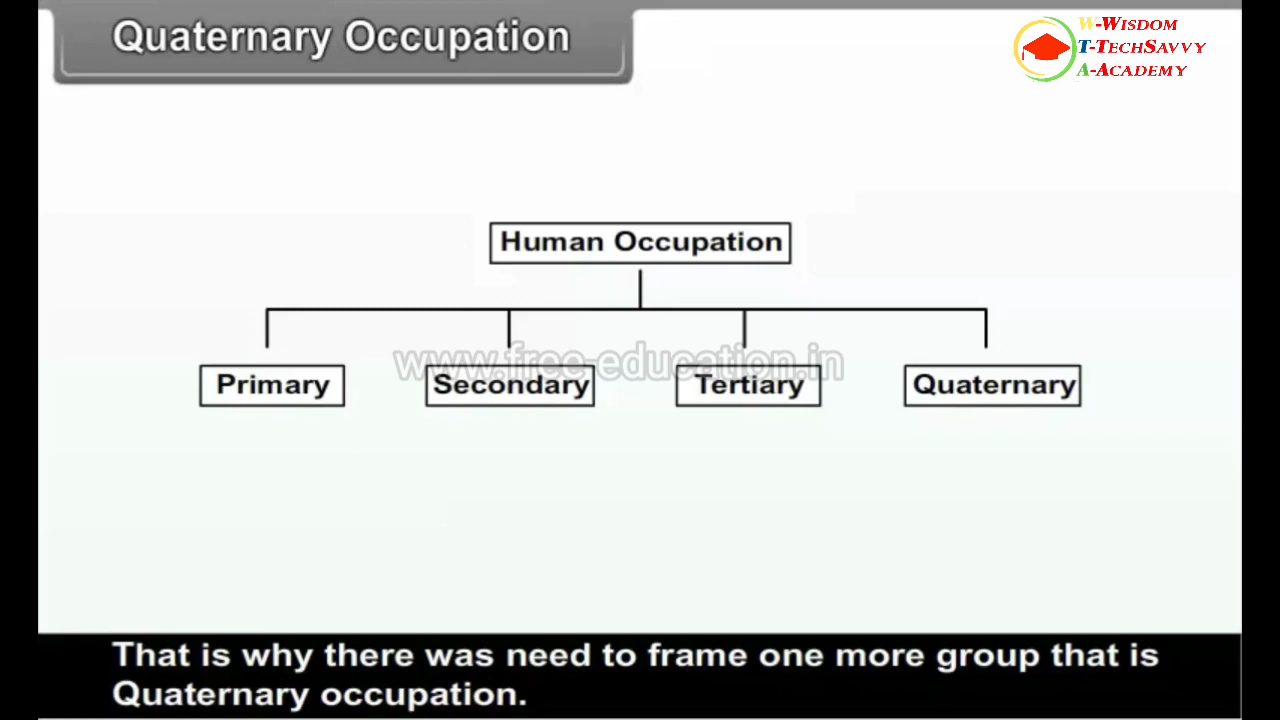 Quaternary Occupation
W-Wisdom
T-TechSavvy
A-Academy
Human Occupation
www.free-education.in
Primary Secondary Tertiary Quaternary
That is why there was need to frame one more group that is
Quaternary occupation.